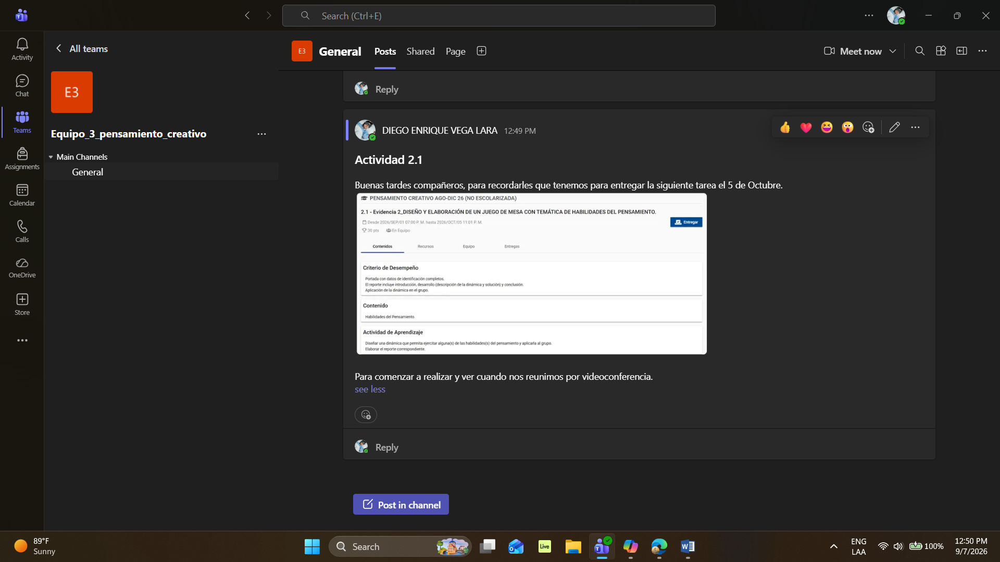 Search (Ctrl+E)
Activity
Chat
Teams
Assignments
Calendar
Calls
OneDrive
Store
All teams
E3
Equipo_3_pensamiento_creativo
Main Channels
General
E3
General
Posts
Shared
Page
Meet now
Reply
DIEGO ENRIQUE VEGA LARA 12:49 PM
Actividad 2.1
Buenas tardes compañeros, para recordarles que tenemos para entregar la siguiente tarea el 5 de Octubre.
PENSAMIENTO CREATIVO AGO-DIC 26 (NO ESCOLARIZADA)
2.1 - Evidencia 2_DISEÑO Y ELABORACIÓN DE UN JUEGO DE MESA CON TEMÁTICA DE HABILIDADES DEL PENSAMIENTO.
Desde 2026/SEP/01 07:00 P. M. hasta 2026/OCT/05 11:01 P. M.
Entregar
30 pts En Equipo
Contenidos Recursos Equipo Entregas
Criterio de Desempeño
Portada con datos de identificación completos.
El reporte incluye introducción, desarrollo (descripción de la dinámica y solución) y conclusión.
Aplicación de la dinámica en el grupo.
Contenido
Habilidades del Pensamiento.
Actividad de Aprendizaje
Diseñar una dinámica que permita ejercitar alguna(s) de las habilidades(s) del pensamiento y aplicarla al grupo.
Elaborar el reporte correspondiente.
Para comenzar a realizar y ver cuando nos reunimos por videoconferencia.
see less
Reply
Post in channel
89°F
Sunny
Search
Live
ENG
LAA
100%
12:50 PM
9/7/2026